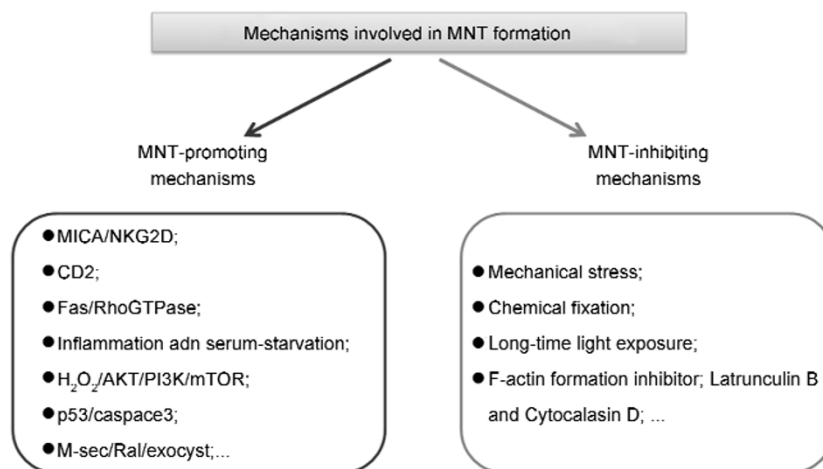 Mechanisms involved in MNT formation
MNT-promoting
mechanisms
MNT-inhibiting
mechanisms
●MICA/NKG2D;
●CD2;
●Fas/RhoGTPase;
●Inflammation adn serum-starvation;
●H₂O₂/AKT/PI3K/mTOR;
●p53/caspace3;
●M-sec/Ral/exocyst;...
●Mechanical stress;
●Chemical fixation;
●Long-time light exposure;
●F-actin formation inhibitor; Latrunculin B
and Cytocalasin D; ...